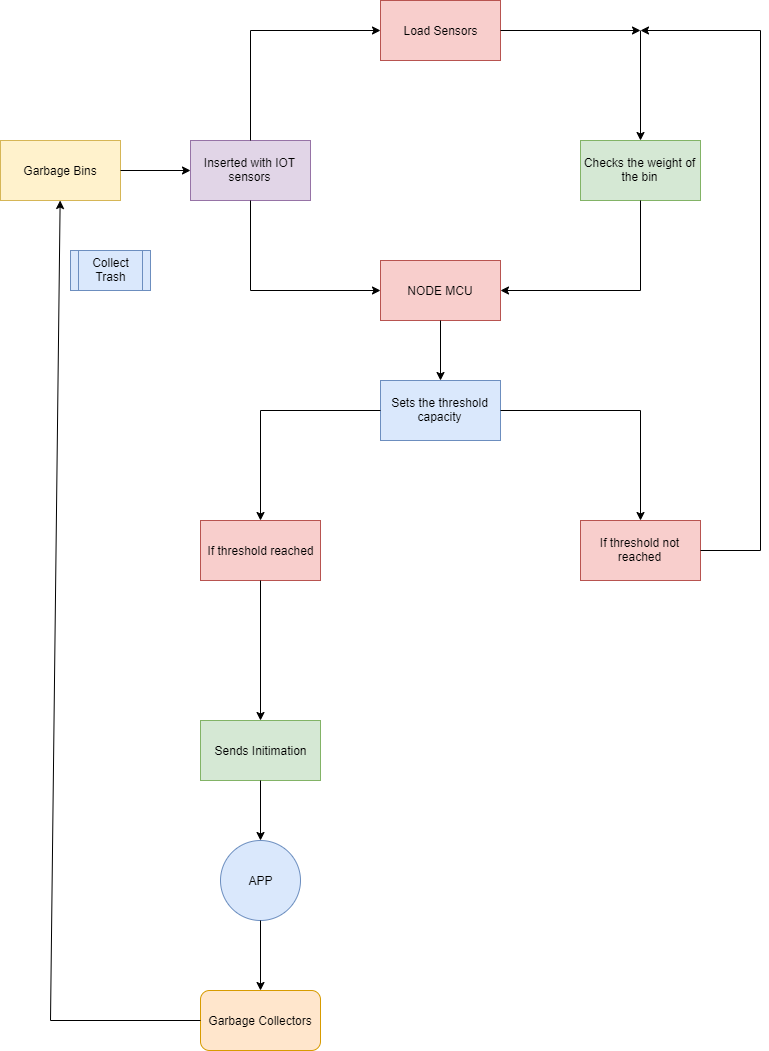 Load Sensors
Garbage Bins
Inserted with IOT
sensors
Checks the weight of
the bin
Collect
Trash
NODE MCU
Sets the threshold
capacity
If threshold reached
If threshold not
reached
Sends Initimation
APP
Garbage Collectors